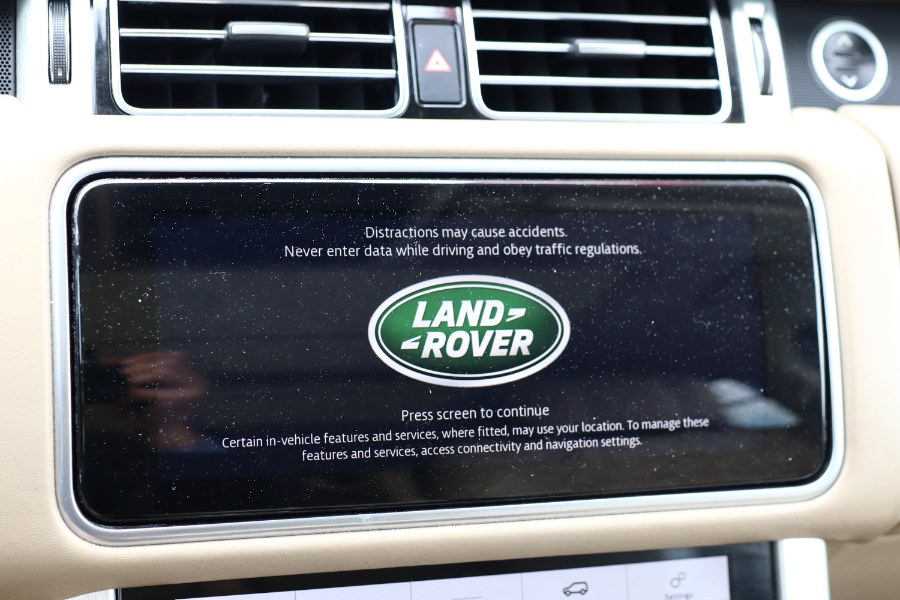 Distractions may cause accidents.
Never enter data while driving and obey traffic regulations.
LAND
ROVER
Press screen to continue
Certain in-vehicle features and services, where fitted, may use your location. To manage these
features and services, access connectivity and navigation settings.
Settings